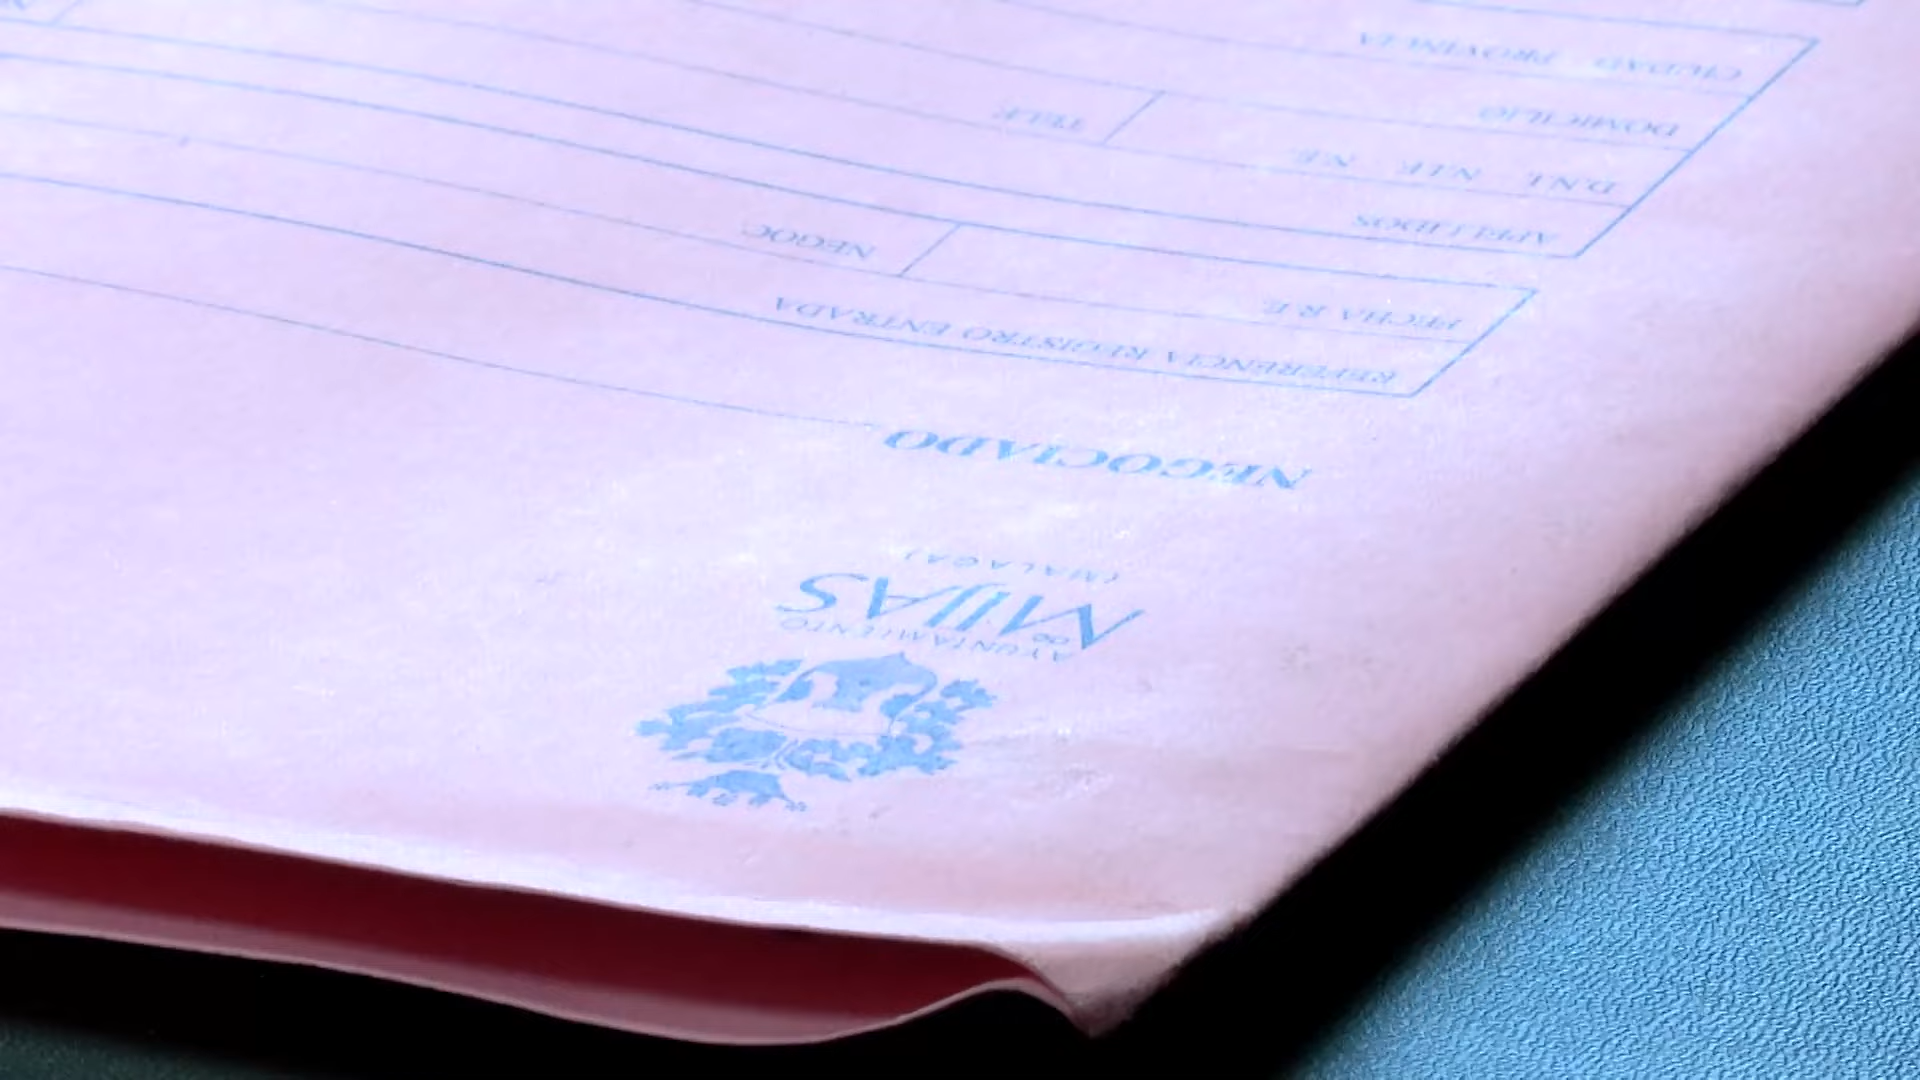 AYUNTAMIENTO
DE
MIJAS
(MALAGA)
NEGOCIADO
REFERENCIA REGISTRO ENTRADA
FECHA R.E. NEGOC
APELLIDOS
D.N.I. N.I.F. N.E. TELF.
DOMICILIO
CIUDAD PROVINCIA